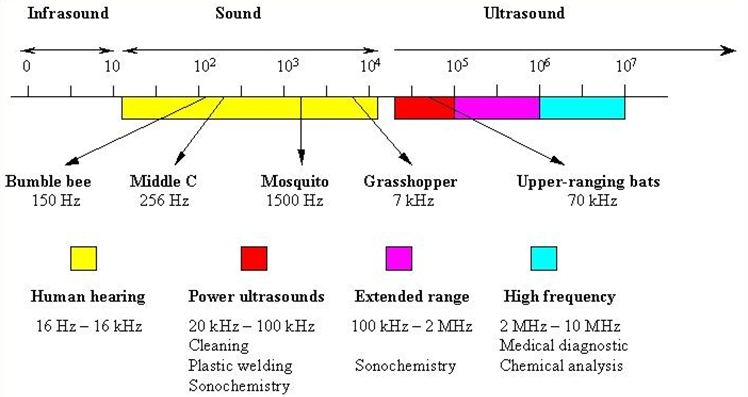 Infrasound Sound Ultrasound
0 10 10² 10³ 10⁴ 10⁵ 10⁶ 10⁷
Bumble bee Middle C Mosquito Grasshopper Upper-ranging bats
150 Hz 256 Hz 1500 Hz 7 kHz 70 kHz
Human hearing Power ultrasounds Extended range High frequency
16 Hz – 16 kHz 20 kHz – 100 kHz 100 kHz – 2 MHz 2 MHz – 10 MHz
Cleaning Medical diagnostic
Plastic welding Sonochemistry Chemical analysis
Sonochemistry